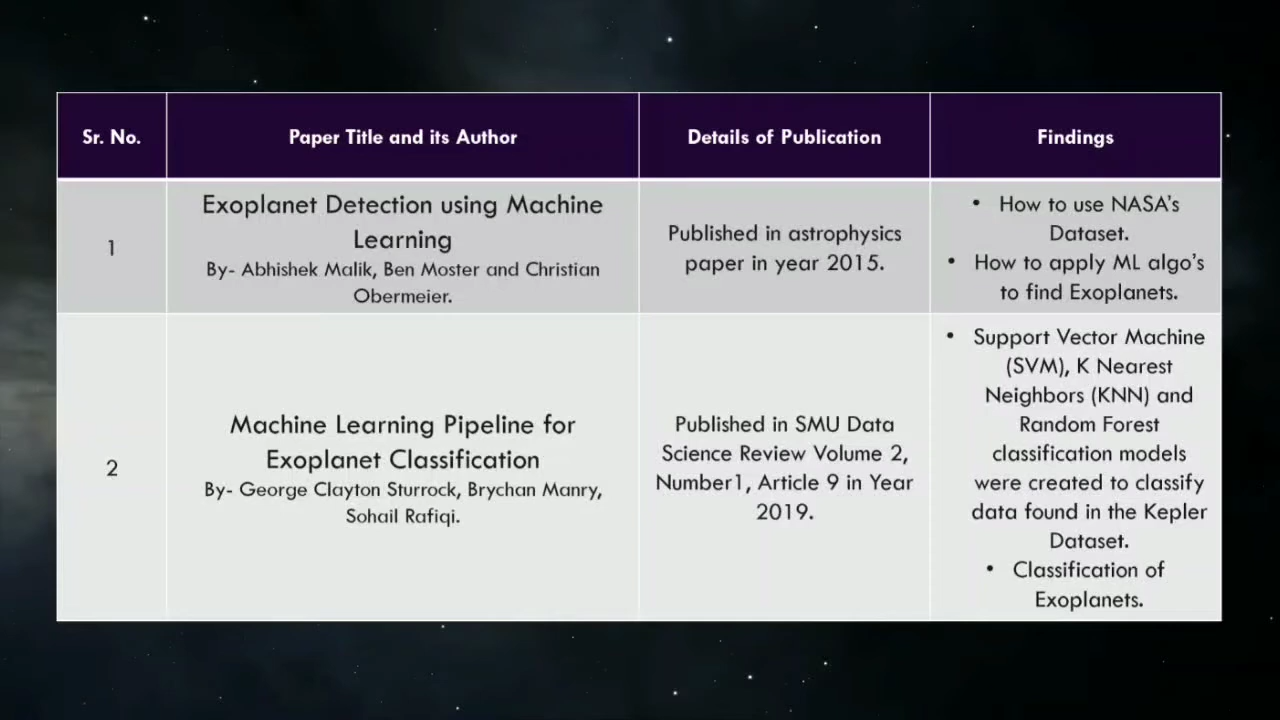 Sr. No.
Paper Title and its Author
Details of Publication
Findings
1
Exoplanet Detection using Machine
Learning
By- Abhishek Malik, Ben Moster and Christian
Obermeier.
Published in astrophysics
paper in year 2015.
• How to use NASA's
Dataset.
• How to apply ML algo's
to find Exoplanets.
2
Machine Learning Pipeline for
Exoplanet Classification
By- George Clayton Sturrock, Brychan Manry,
Sohail Rafiqi.
Published in SMU Data
Science Review Volume 2,
Number1, Article 9 in Year
2019.
• Support Vector Machine
(SVM), K Nearest
Neighbors (KNN) and
Random Forest
classification models
were created to classify
data found in the Kepler
Dataset.
• Classification of
Exoplanets.